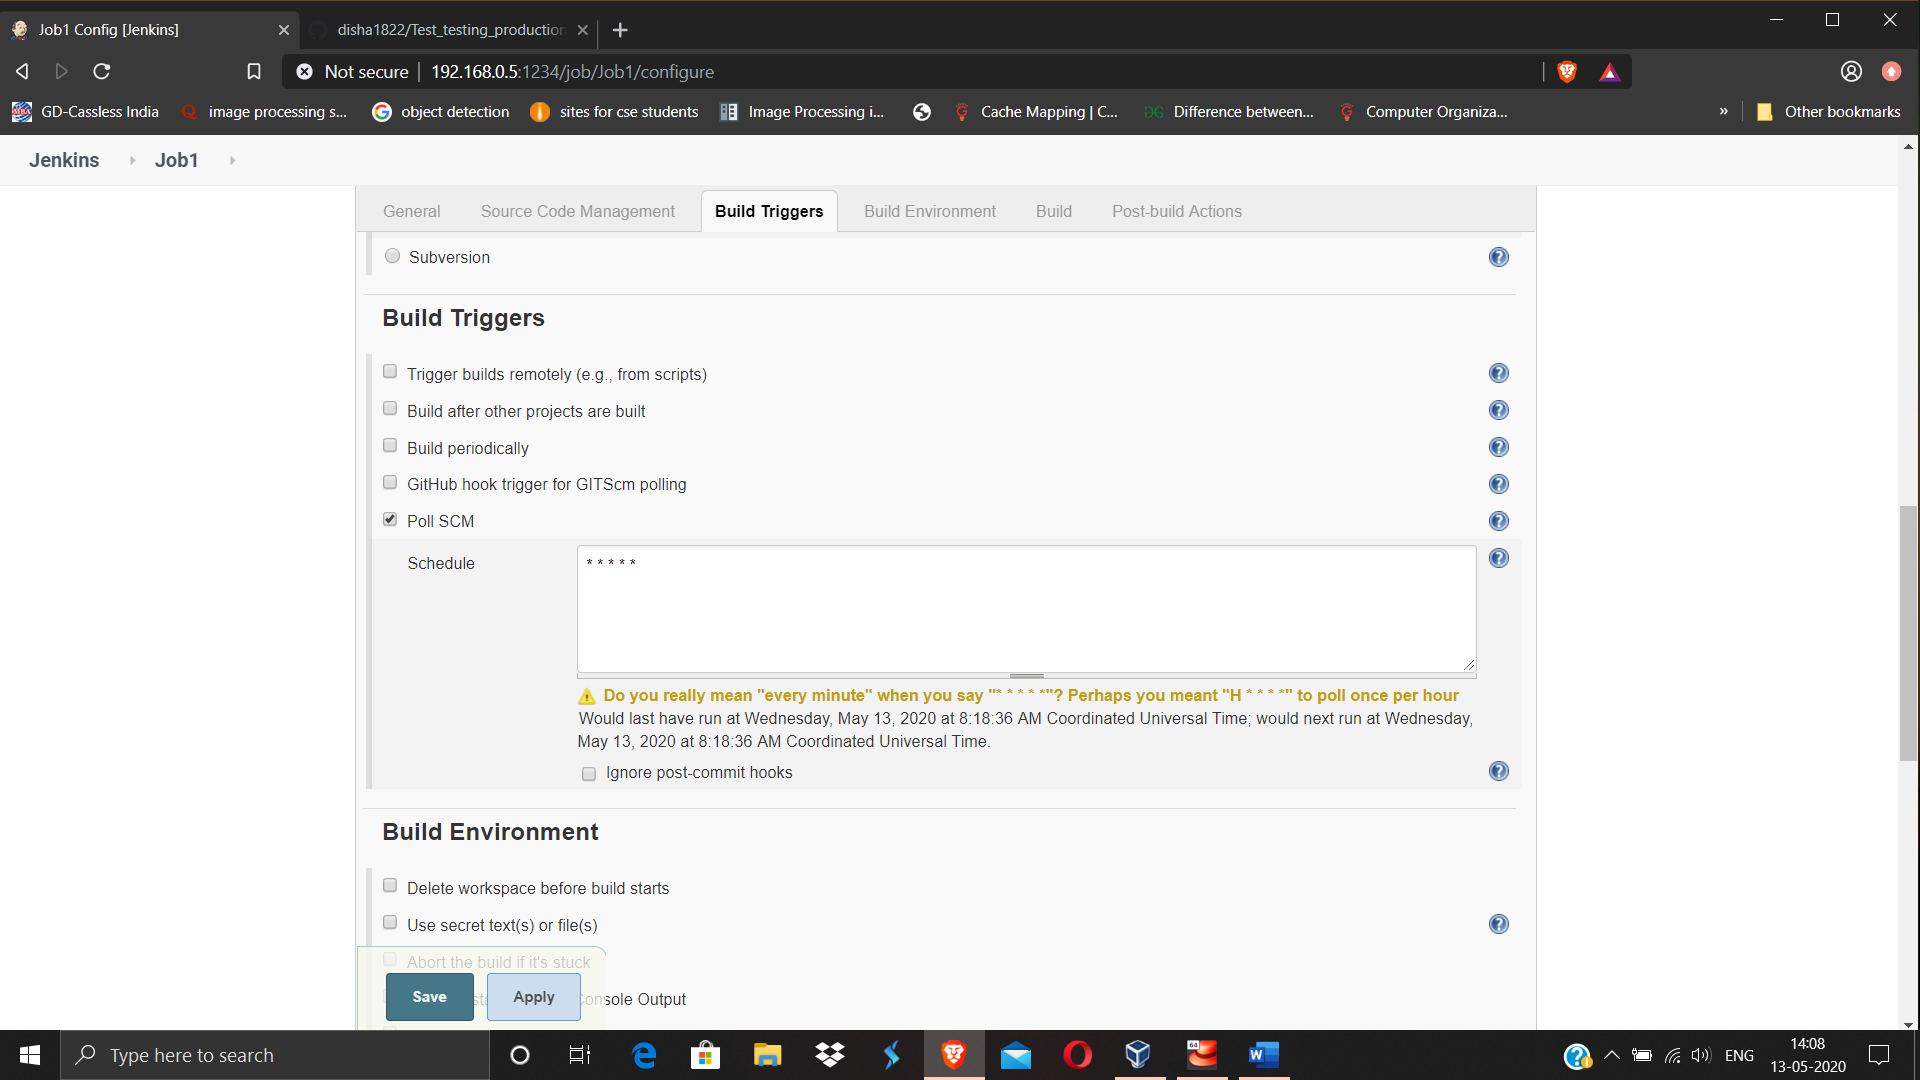 Job1 Config [Jenkins]
disha1822/Test_testing_production
Not secure
192.168.0.5:1234/job/Job1/configure
GD-Cassless India
image processing s...
object detection
sites for cse students
Image Processing i...
Cache Mapping | C...
Difference between...
Computer Organiza...
»
Other bookmarks
Jenkins
Job1
General
Source Code Management
Build Triggers
Build Environment
Build
Post-build Actions
Subversion
Build Triggers
Trigger builds remotely (e.g., from scripts)
Build after other projects are built
Build periodically
GitHub hook trigger for GITScm polling
Poll SCM
Schedule
* * * * *
Do you really mean "every minute" when you say "* * * * *"? Perhaps you meant "H * * * *" to poll once per hour
Would last have run at Wednesday, May 13, 2020 at 8:18:36 AM Coordinated Universal Time; would next run at Wednesday,
May 13, 2020 at 8:18:36 AM Coordinated Universal Time.
Ignore post-commit hooks
Build Environment
Delete workspace before build starts
Use secret text(s) or file(s)
Abort the build if it's stuck
Console Output
Save
Apply
Type here to search
64
ENG
14:08
13-05-2020